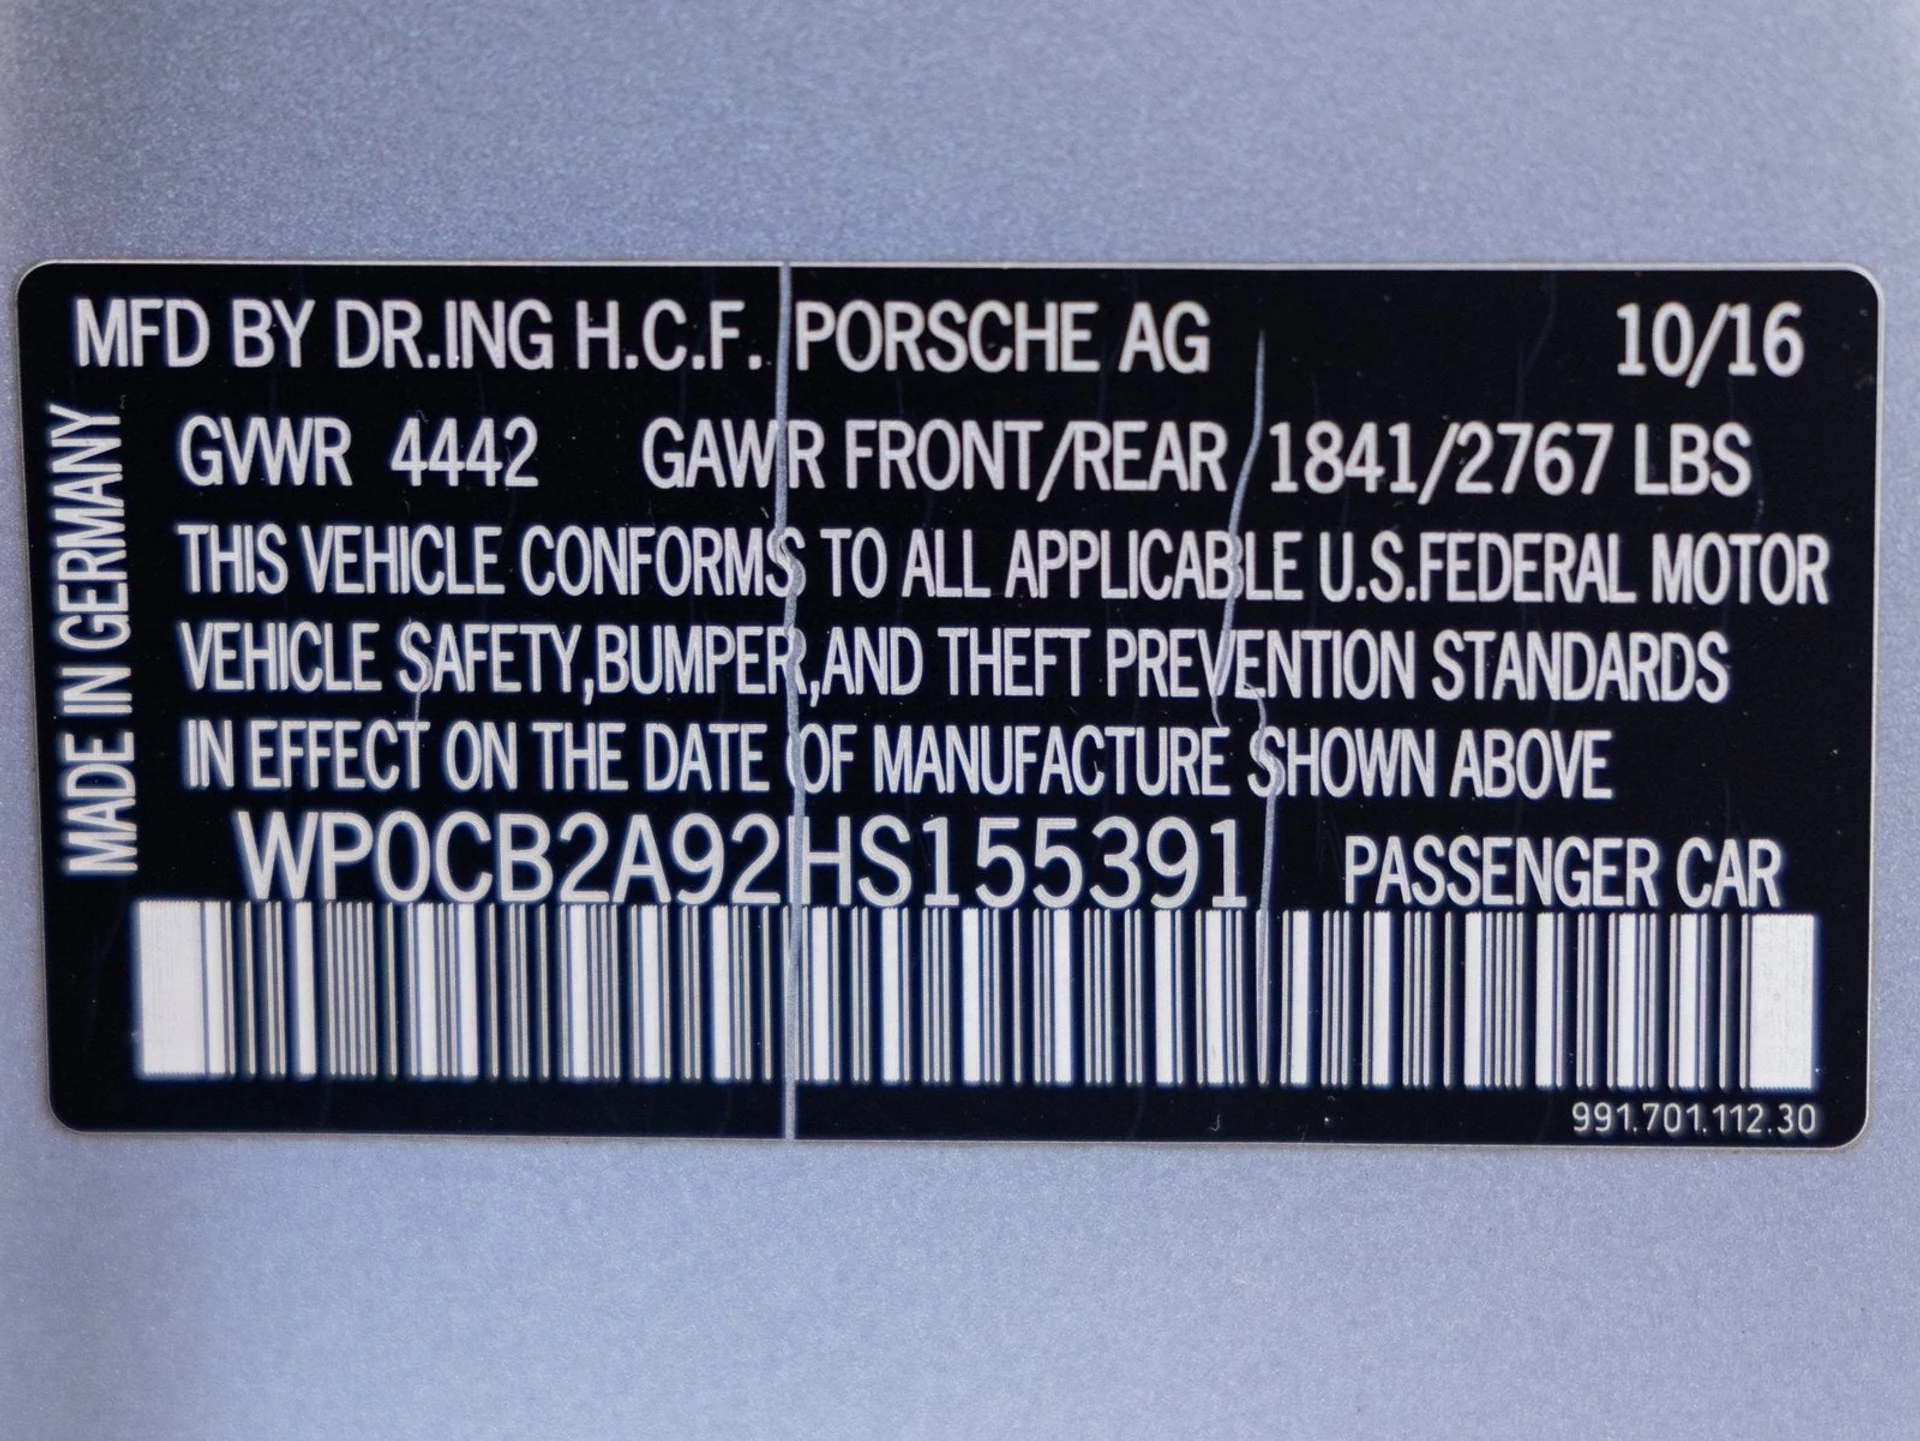 MFD BY DR.ING H.C.F. PORSCHE AG 10/16
MADE IN GERMANY
GVWR 4442 GAWR FRONT/REAR 1841/2767 LBS
THIS VEHICLE CONFORMS TO ALL APPLICABLE U.S.FEDERAL MOTOR
VEHICLE SAFETY,BUMPER,AND THEFT PREVENTION STANDARDS
IN EFFECT ON THE DATE OF MANUFACTURE SHOWN ABOVE
WP0CB2A92HS155391 PASSENGER CAR
991.701.112.30